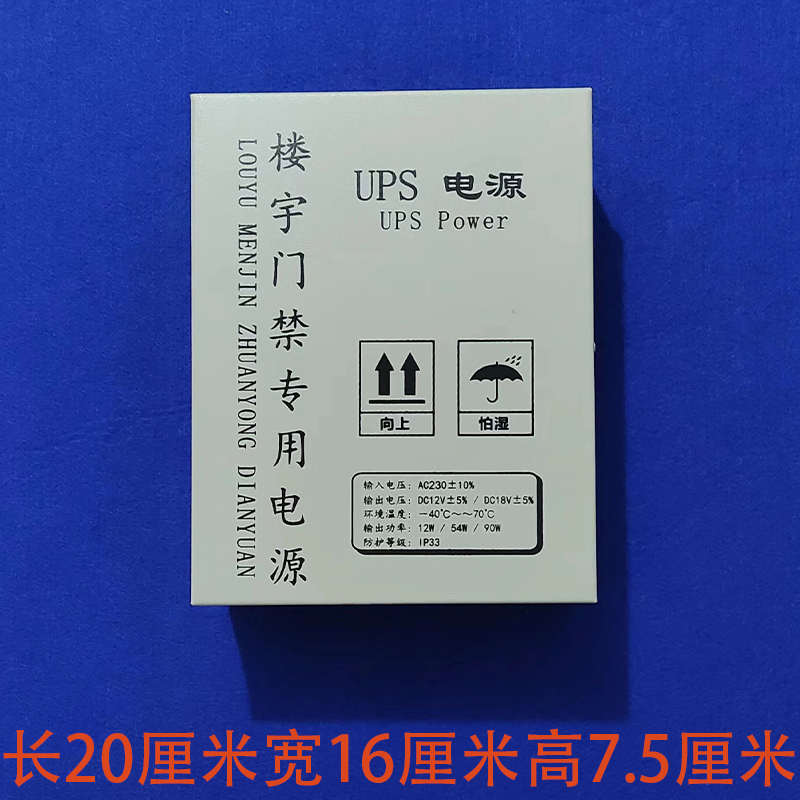 楼宇门禁专用电源
LOUYU MENJIN ZHUANYONG DIANYUAN
UPS 电源
UPS Power
向上
怕湿
输入电压: AC230±10%
输出电压: DC12V±5% / DC18V±5%
环境温度: －40℃～～70℃
输出功率: 12W / 54W / 90W
防护等级: IP33
长20厘米宽16厘米高7.5厘米